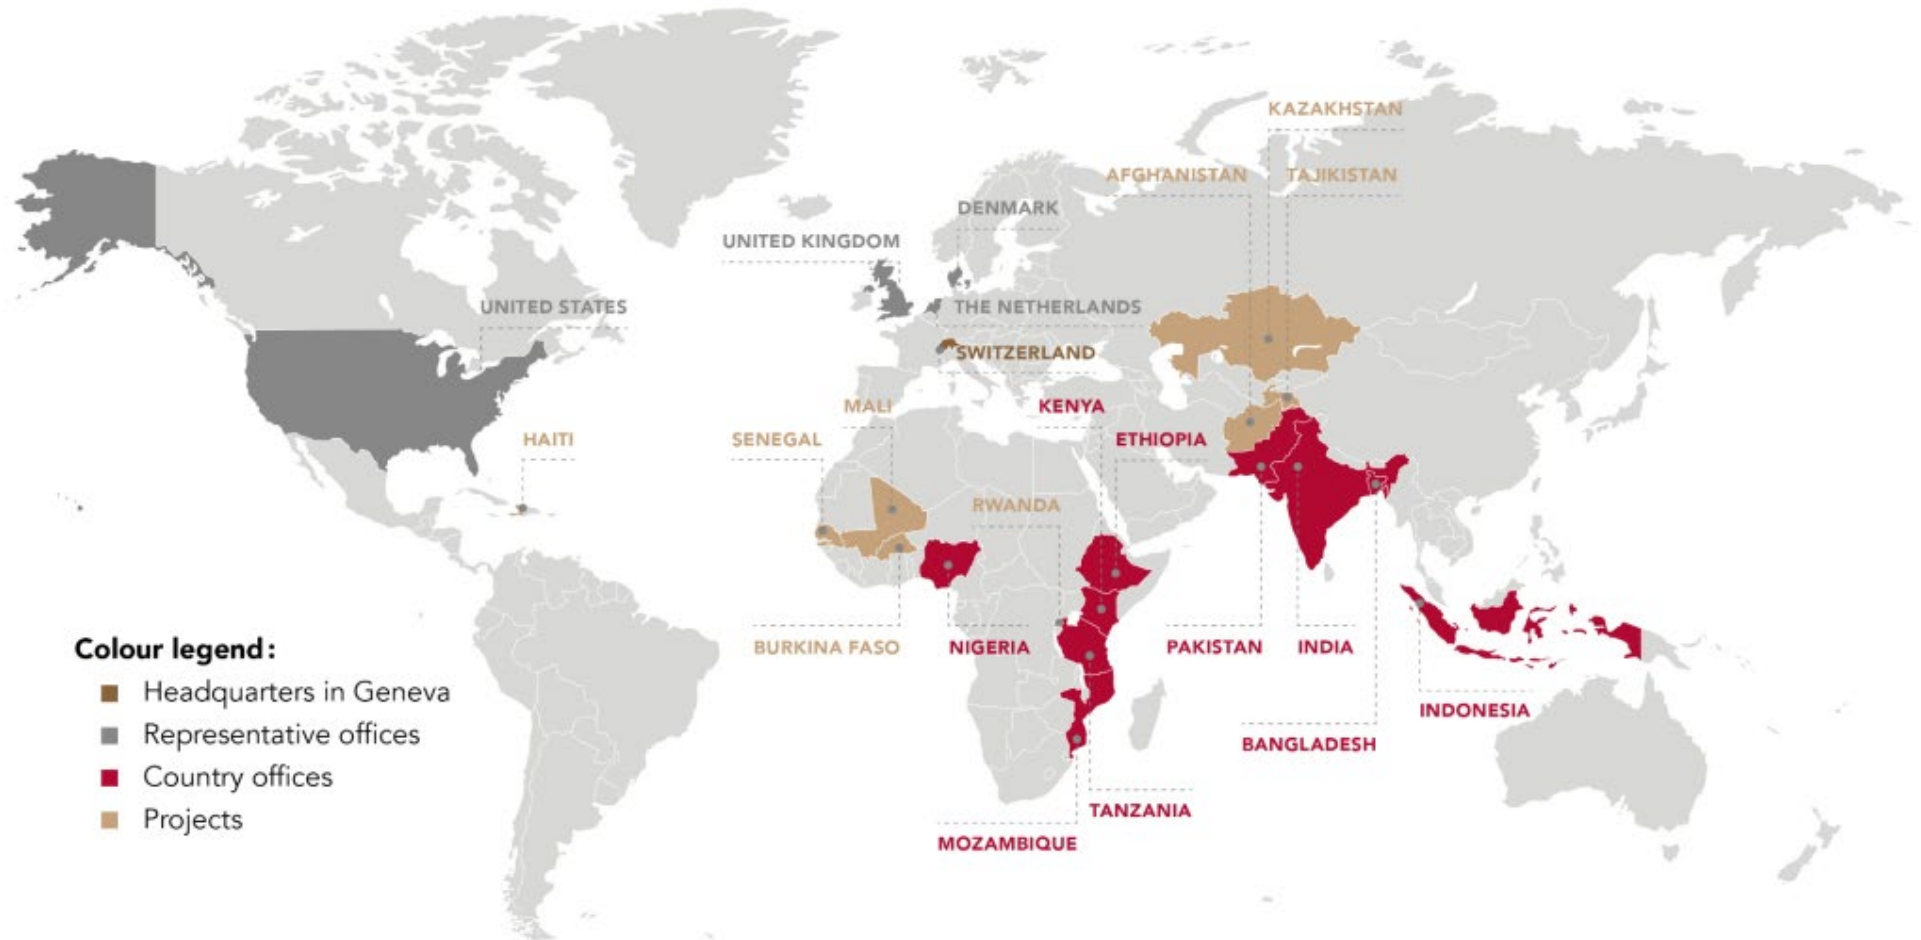 KAZAKHSTAN
AFGHANISTAN
TAJIKISTAN
DENMARK
UNITED KINGDOM
UNITED STATES
THE NETHERLANDS
SWITZERLAND
MALI
KENYA
HAITI
SENEGAL
ETHIOPIA
RWANDA
BURKINA FASO
NIGERIA
PAKISTAN
INDIA
INDONESIA
BANGLADESH
TANZANIA
MOZAMBIQUE
Colour legend:
Headquarters in Geneva
Representative offices
Country offices
Projects